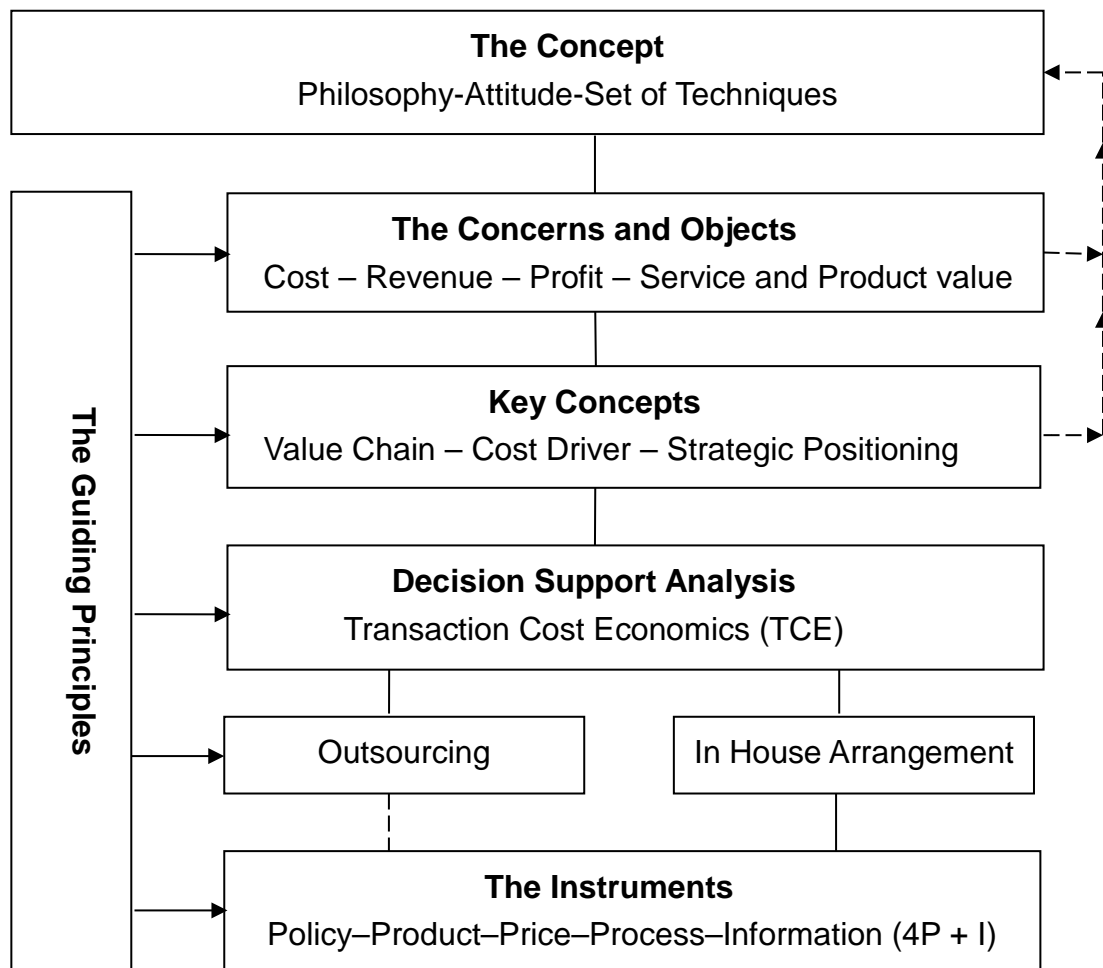 The Concept
Philosophy-Attitude-Set of Techniques
The Guiding Principles
The Concerns and Objects
Cost – Revenue – Profit – Service and Product value
Key Concepts
Value Chain – Cost Driver – Strategic Positioning
Decision Support Analysis
Transaction Cost Economics (TCE)
Outsourcing
In House Arrangement
The Instruments
Policy–Product–Price–Process–Information (4P + I)